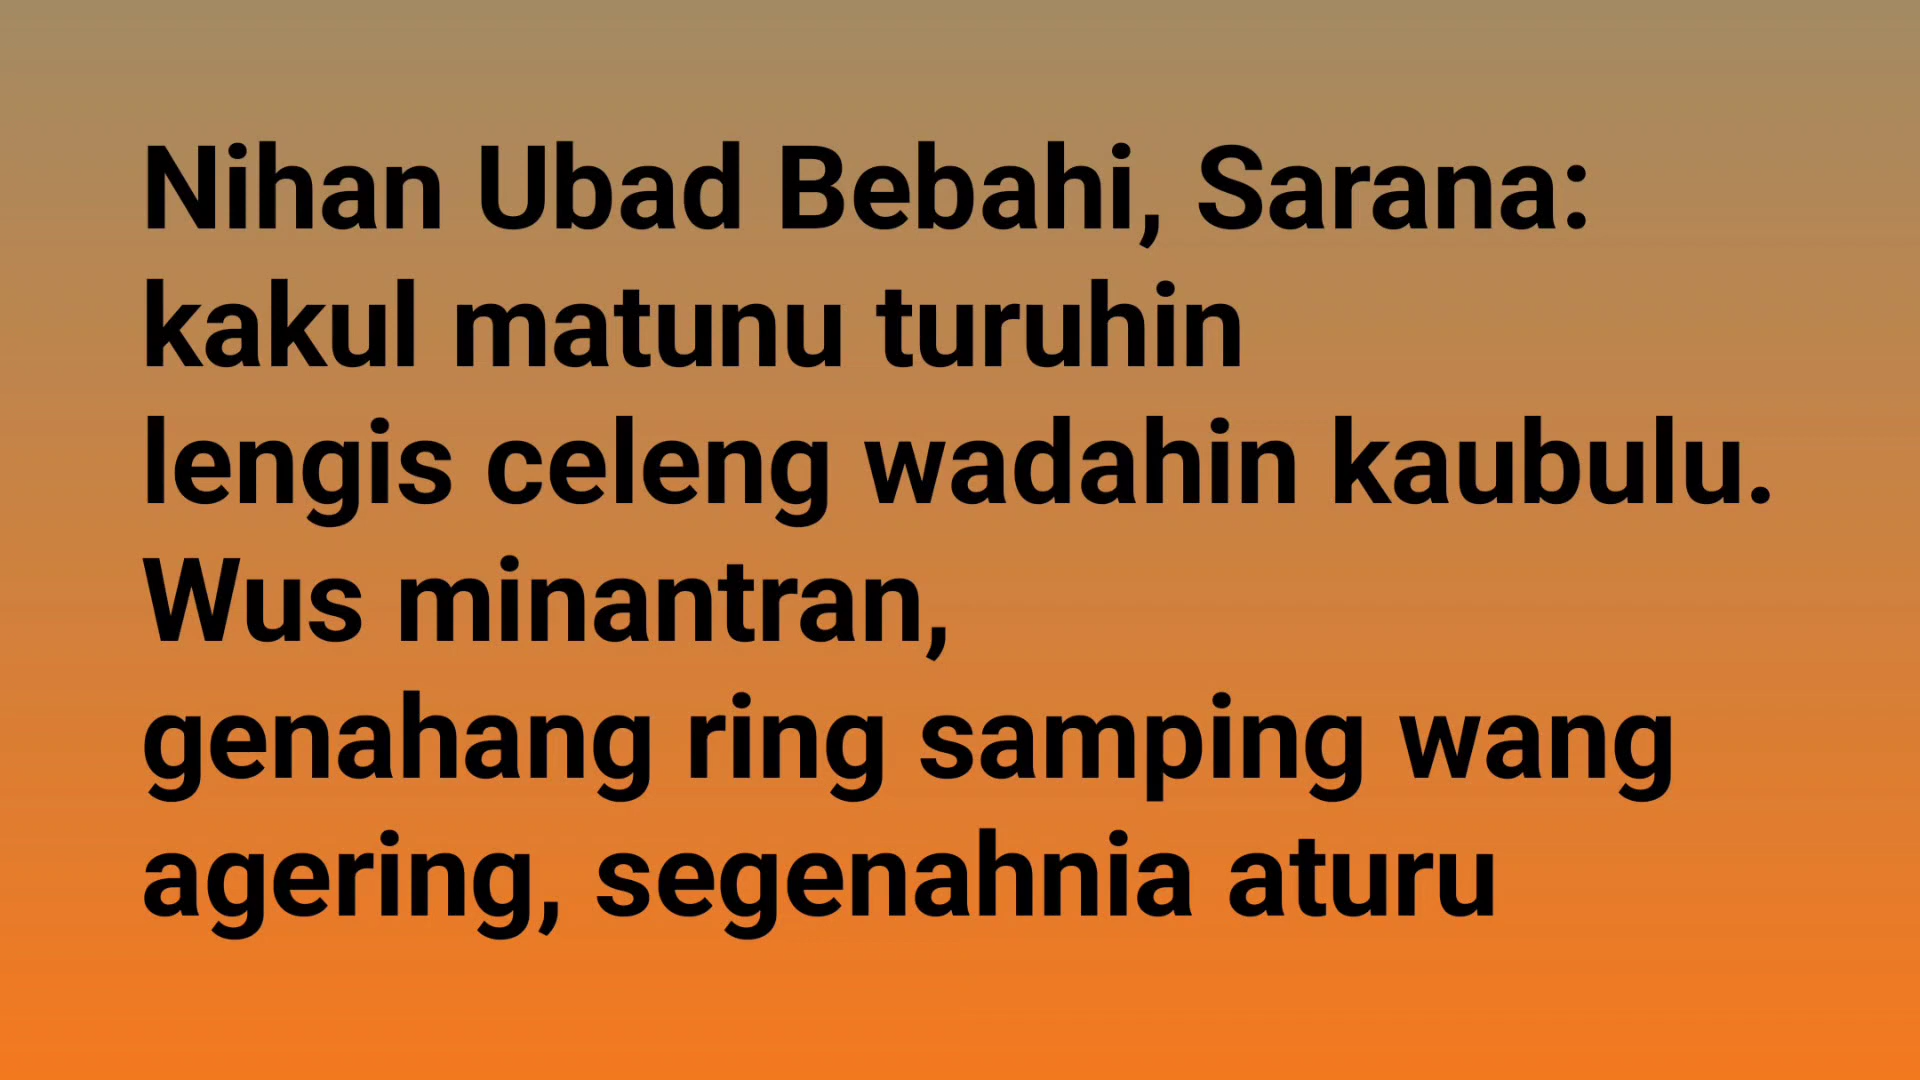 Nihan Ubad Bebahi, Sarana:
kakul matunu turuhin
lengis celeng wadahin kaubulu.
Wus minantran,
genahang ring samping wang
agering, segenahnia aturu